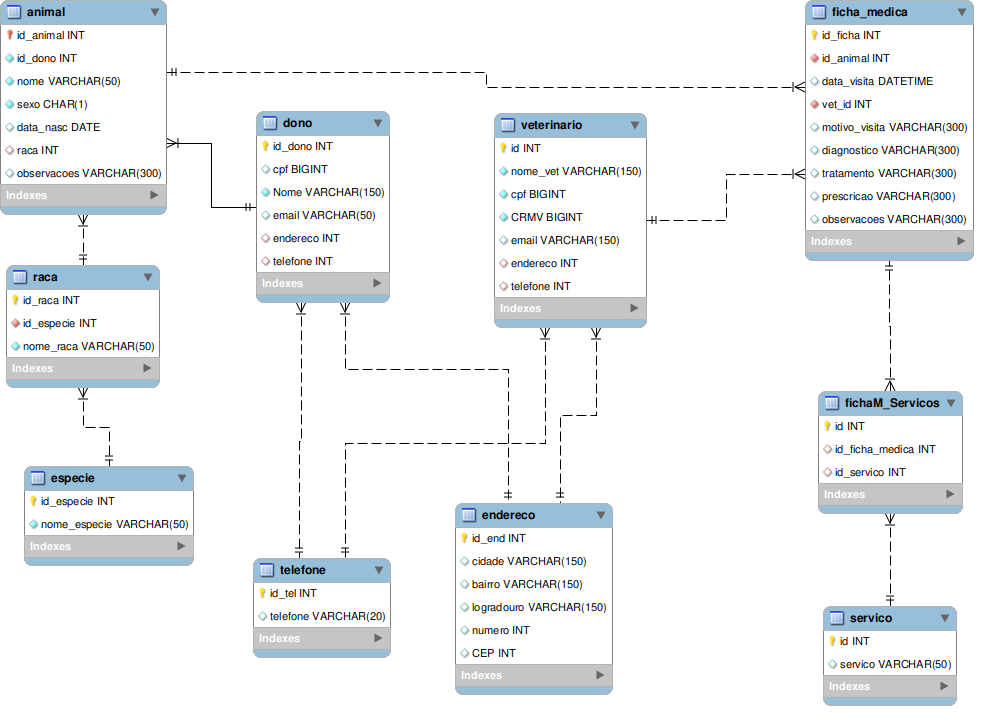 animal
id_animal INT
id_dono INT
nome VARCHAR(50)
sexo CHAR(1)
data_nasc DATE
raca INT
observacoes VARCHAR(300)
Indexes
ficha_medica
id_ficha INT
id_animal INT
data_visita DATETIME
vet_id INT
motivo_visita VARCHAR(300)
diagnostico VARCHAR(300)
tratamento VARCHAR(300)
prescricao VARCHAR(300)
observacoes VARCHAR(300)
Indexes
dono
id_dono INT
cpf BIGINT
Nome VARCHAR(150)
email VARCHAR(50)
endereco INT
telefone INT
Indexes
veterinario
id INT
nome_vet VARCHAR(150)
cpf BIGINT
CRMV BIGINT
email VARCHAR(150)
endereco INT
telefone INT
Indexes
raca
id_raca INT
id_especie INT
nome_raca VARCHAR(50)
Indexes
fichaM_Servicos
id INT
id_ficha_medica INT
id_servico INT
Indexes
especie
id_especie INT
nome_especie VARCHAR(50)
Indexes
telefone
id_tel INT
telefone VARCHAR(20)
Indexes
endereco
id_end INT
cidade VARCHAR(150)
bairro VARCHAR(150)
logradouro VARCHAR(150)
numero INT
CEP INT
Indexes
servico
id INT
servico VARCHAR(50)
Indexes